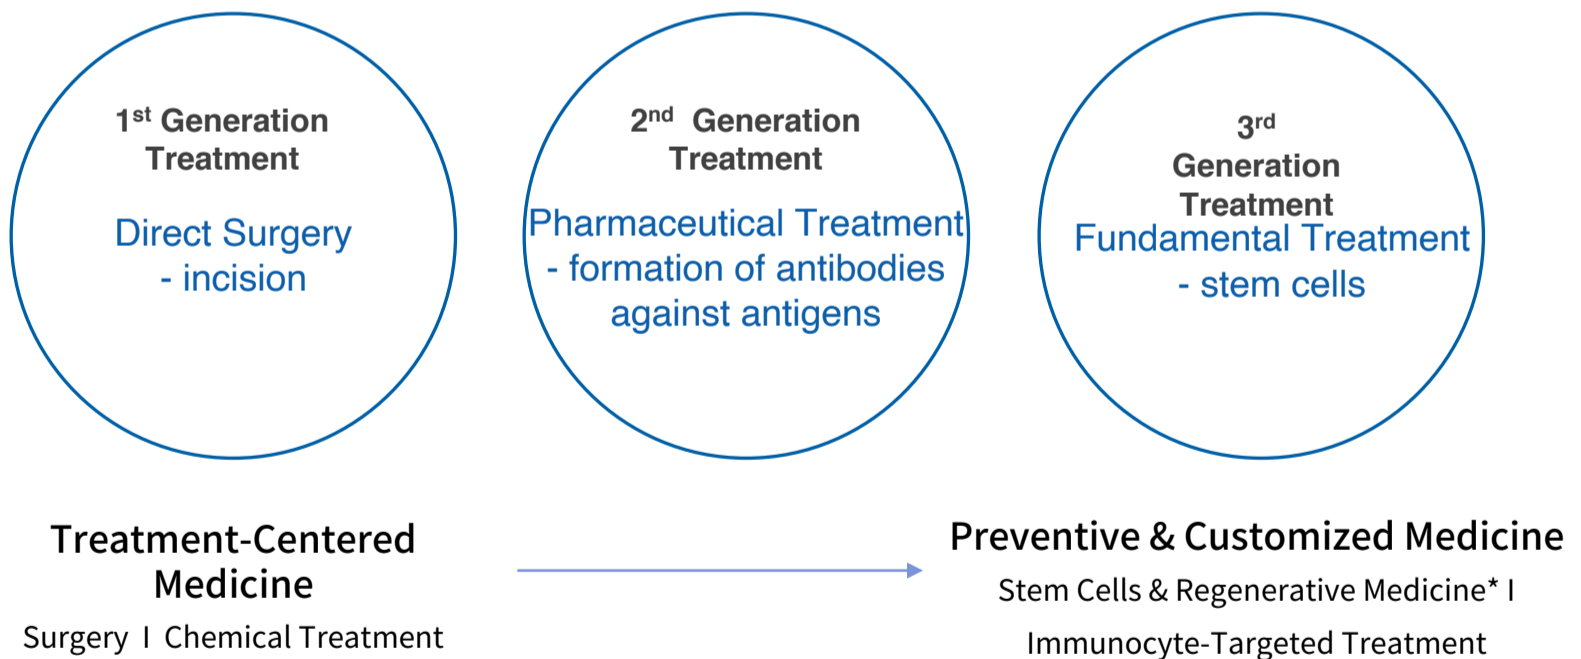 1st Generation
Treatment
Direct Surgery
- incision
2nd Generation
Treatment
Pharmaceutical Treatment
- formation of antibodies
against antigens
3rd
Generation
Treatment
Fundamental Treatment
- stem cells
Treatment-Centered
Medicine
Surgery I Chemical Treatment
Preventive & Customized Medicine
Stem Cells & Regenerative Medicine* I
Immunocyte-Targeted Treatment